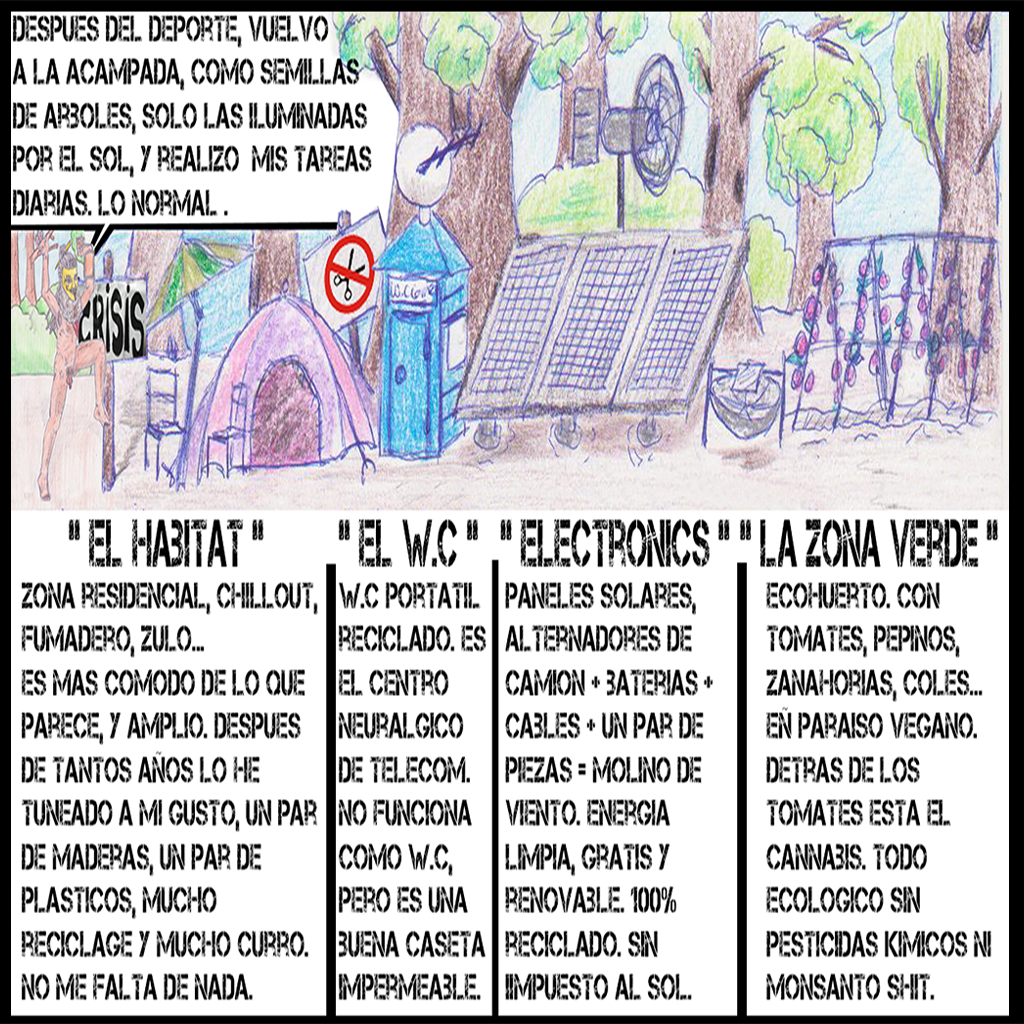 DESPUES DEL DEPORTE, VUELVO
A LA ACAMPADA, COMO SEMILLAS
DE ARBOLES, SOLO LAS ILUMINADAS
POR EL SOL, Y REALIZO MIS TAREAS
DIARIAS. LO NORMAL .
CRISIS
" EL HABITAT "
ZONA RESIDENCIAL, CHILLOUT,
FUMADERO, ZULO...
ES MAS COMODO DE LO QUE
PARECE, Y AMPLIO. DESPUES
DE TANTOS AÑOS LO HE
TUNEADO A MI GUSTO, UN PAR
DE MADERAS, UN PAR DE
PLASTICOS, MUCHO
RECICLAGE Y MUCHO CURRO.
NO ME FALTA DE NADA.
" EL W.C "
W.C PORTATIL
RECICLADO. ES
EL CENTRO
NEURALGICO
DE TELECOM.
NO FUNCIONA
COMO W.C,
PERO ES UNA
BUENA CASETA
IMPERMEABLE.
" ELECTRONICS "
PANELES SOLARES,
ALTERNADORES DE
CAMION + BATERIAS +
CABLES + UN PAR DE
PIEZAS = MOLINO DE
VIENTO. ENERGIA
LIMPIA, GRATIS Y
RENOVABLE. 100%
RECICLADO. SIN
IIMPUESTO AL SOL.
" LA ZONA VERDE "
ECOHUERTO. CON
TOMATES, PEPINOS,
ZANAHORIAS, COLES...
EÑ PARAISO VEGANO.
DETRAS DE LOS
TOMATES ESTA EL
CANNABIS. TODO
ECOLOGICO SIN
PESTICIDAS KIMICOS NI
MONSANTO SHIT.